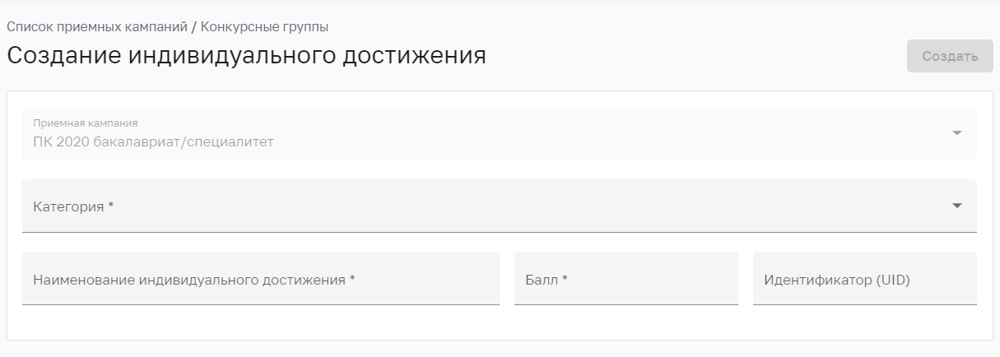 Список приемных кампаний / Конкурсные группы
Создание индивидуального достижения
Создать
Приемная кампания
ПК 2020 бакалавриат/специалитет
Категория *
Наименование индивидуального достижения *
Балл *
Идентификатор (UID)